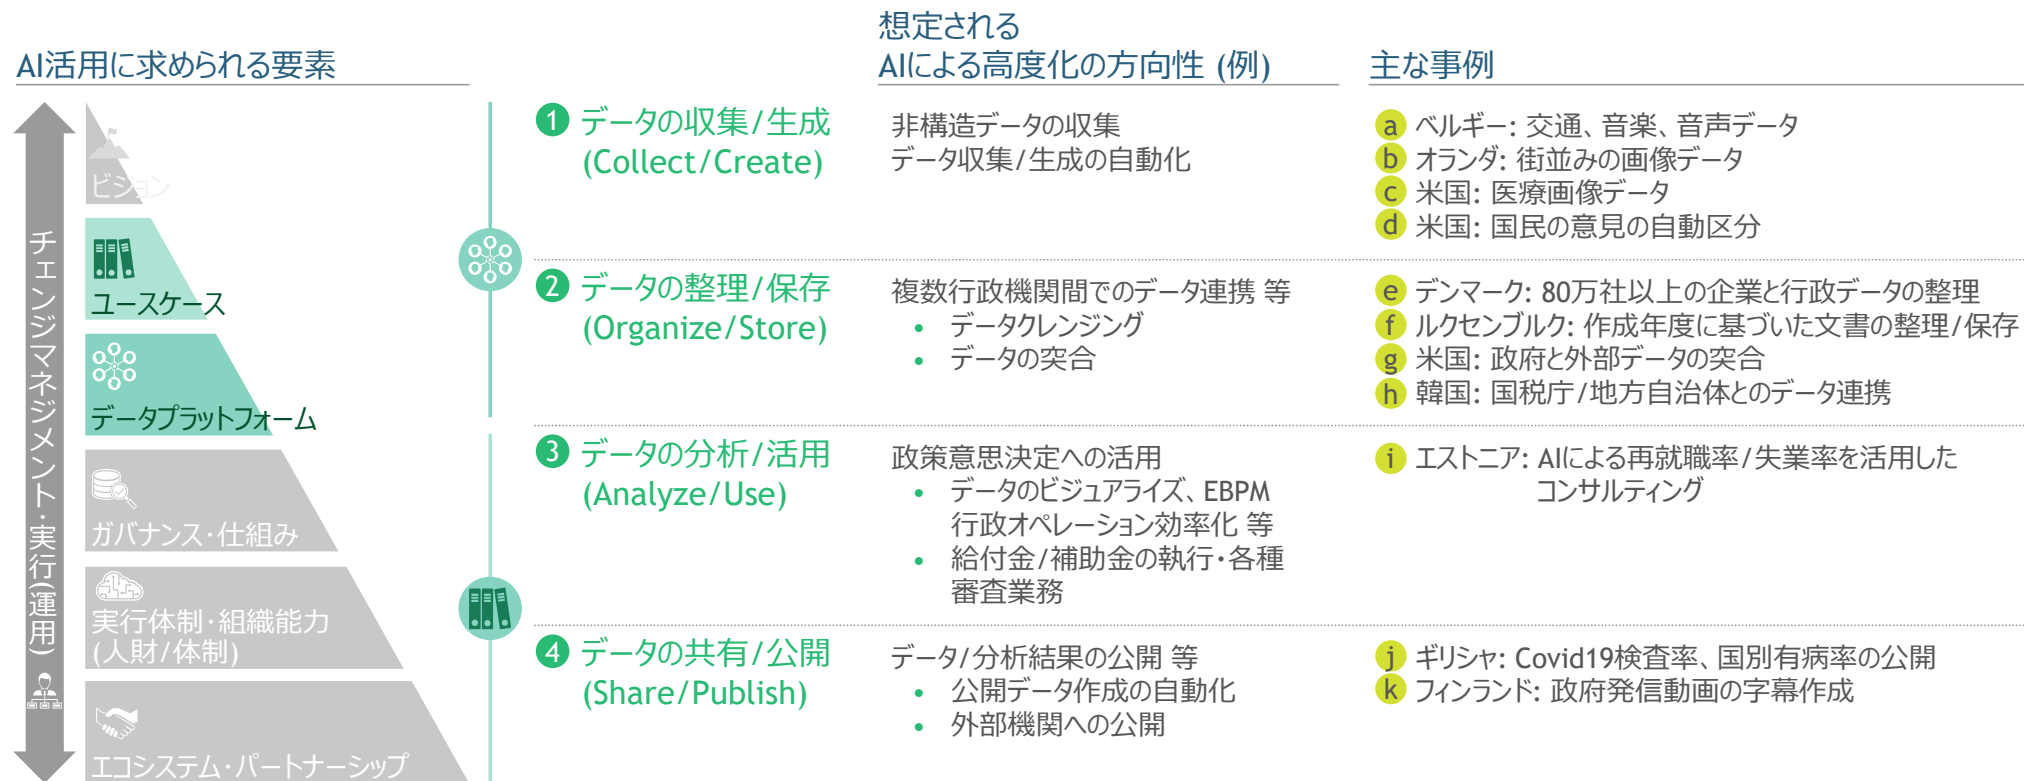 AI活用に求められる要素
想定される
AIによる高度化の方向性 (例)
主な事例
チェンジマネジメント・実行(運用)
ビジョン
ユースケース
データプラットフォーム
ガバナンス・仕組み
実行体制・組織能力
(人財/体制)
エコシステム・パートナーシップ
1 データの収集/生成
(Collect/Create)
非構造データの収集
データ収集/生成の自動化
a ベルギー: 交通、音楽、音声データ
b オランダ: 街並みの画像データ
c 米国: 医療画像データ
d 米国: 国民の意見の自動区分
2 データの整理/保存
(Organize/Store)
複数行政機関間でのデータ連携 等
• データクレンジング
• データの突合
e デンマーク: 80万社以上の企業と行政データの整理
f ルクセンブルク: 作成年度に基づいた文書の整理/保存
g 米国: 政府と外部データの突合
h 韓国: 国税庁/地方自治体とのデータ連携
3 データの分析/活用
(Analyze/Use)
政策意思決定への活用
• データのビジュアライズ、EBPM
行政オペレーション効率化 等
• 給付金/補助金の執行・各種
審査業務
i エストニア: AIによる再就職率/失業率を活用した
コンサルティング
4 データの共有/公開
(Share/Publish)
データ/分析結果の公開 等
• 公開データ作成の自動化
• 外部機関への公開
j ギリシャ: Covid19検査率、国別有病率の公開
k フィンランド: 政府発信動画の字幕作成